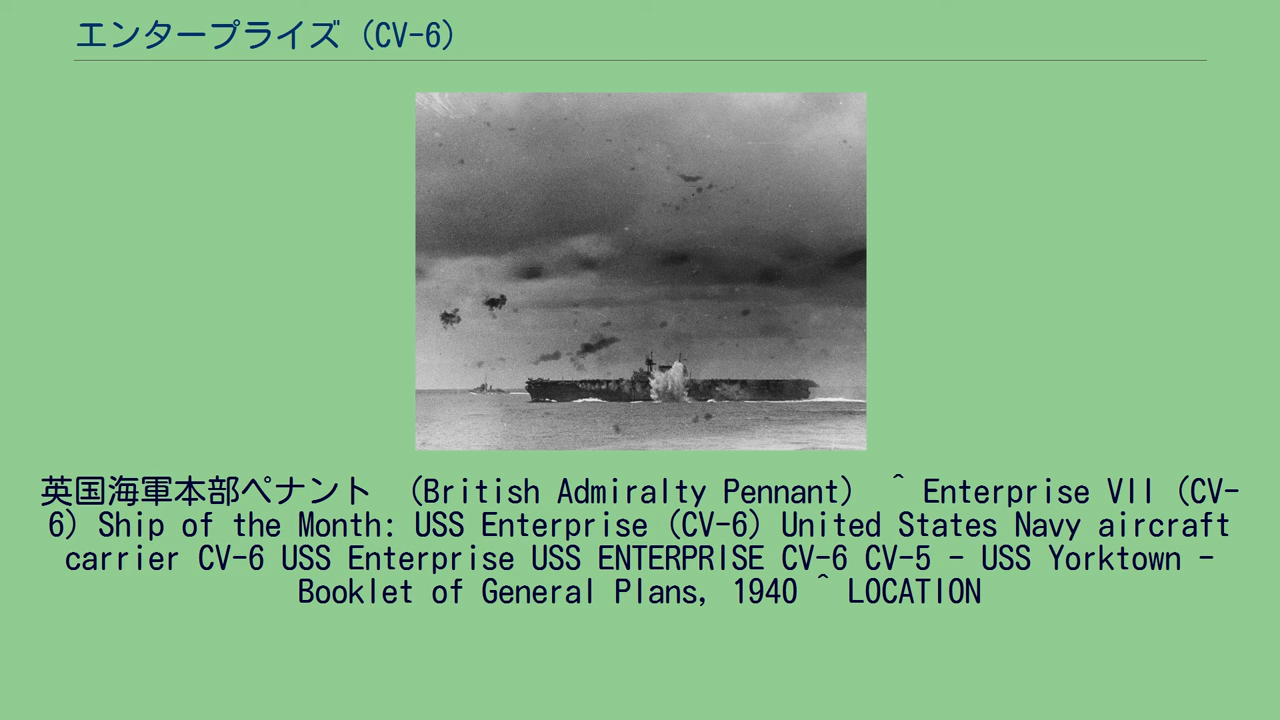 エンタープライズ (CV-6)
英国海軍本部ペナント （British Admiralty Pennant） ^ Enterprise VII (CV-
6) Ship of the Month: USS Enterprise (CV-6) United States Navy aircraft
carrier CV-6 USS Enterprise USS ENTERPRISE CV-6 CV-5 - USS Yorktown -
Booklet of General Plans, 1940 ^ LOCATION